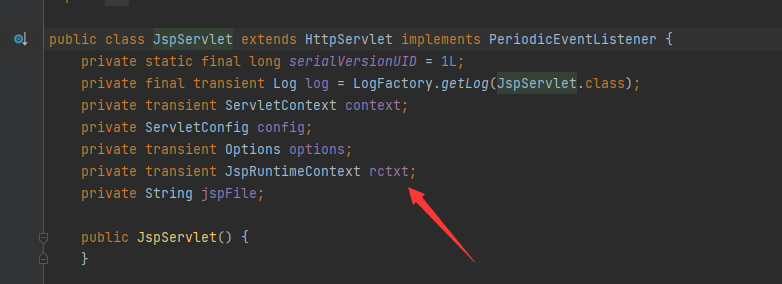 public class JspServlet extends HttpServlet implements PeriodicEventListener {
private static final long serialVersionUID = 1L;
private final transient Log log = LogFactory.getLog(JspServlet.class);
private transient ServletContext context;
private ServletConfig config;
private transient Options options;
private transient JspRuntimeContext rctxt;
private String jspFile;
public JspServlet() {
}